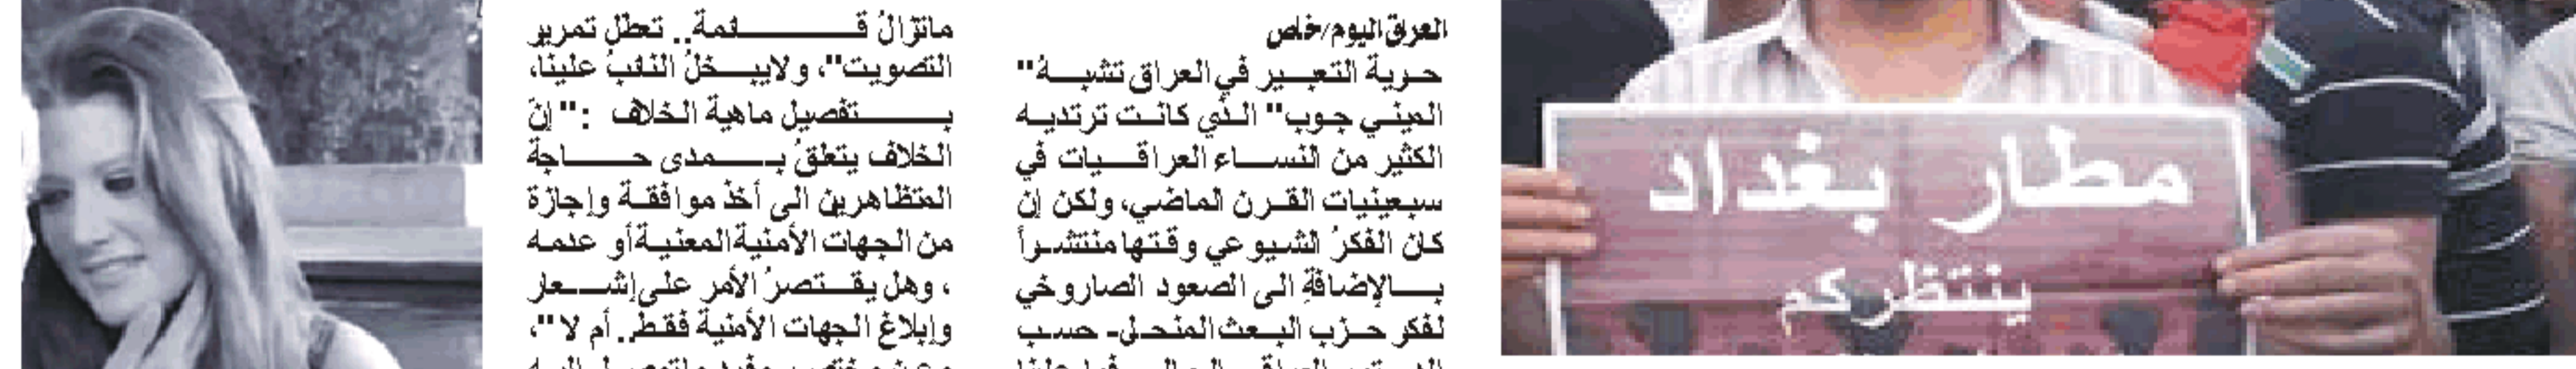 العراق اليوم/خاص
حرية التعبير في العراق تشبه"
الميني جوب" الذي كانت ترتديه
الكثير من النساء العراقيات في
سبعينيات القرن الماضي، ولكن إن
كان الفكرُ الشيوعي وقتها منتشراً
بالإضافةِ الى الصعود الصاروخي
لفكر حزب البعث المنحل- حسب
ماتزالُ قائمة.. تعطل تمرير
التصويت"، ولايبخلُ النائبُ علينا،
بتفصيل ماهية الخلاف :"إنّ
الخلاف يتعلقُ بمدى حاجة
المتظاهرين الى أخذ موافقة وإجازة
من الجهات الأمنية المعنية أو عدمه
، وهل يقتصرُ الأمر على إشعار
وإبلاغ الجهات الأمنية فقط.. أم لا"،
مطار بغداد
ينتظركم